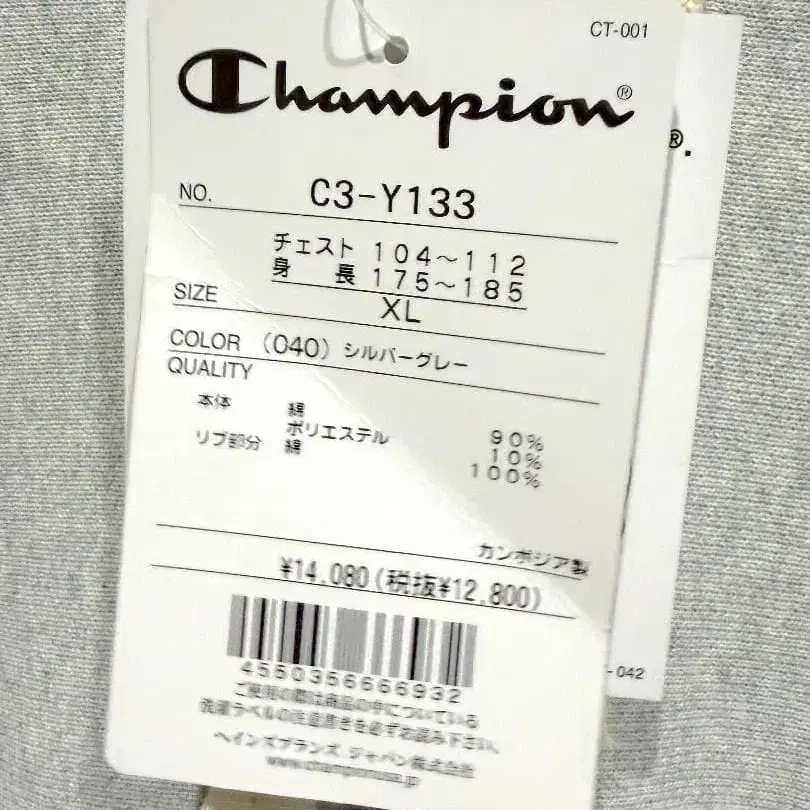 CT-001
Champion®
®.
NO. C3-Y133
チェスト 104～112
身長 175～185
SIZE XL
COLOR (040) シルバーグレー
QUALITY
本体 綿 90%
ポリエステル 10%
リブ部分 綿 100%
カンボジア製
¥14,080(税抜¥12,800)
4550356666932
-042
ご使用の際は商品の中についている
洗濯ラベルの注意書きを必ずお読み下さい。
ヘインズブランズ ジャパン株式会社
www.championusa.jp